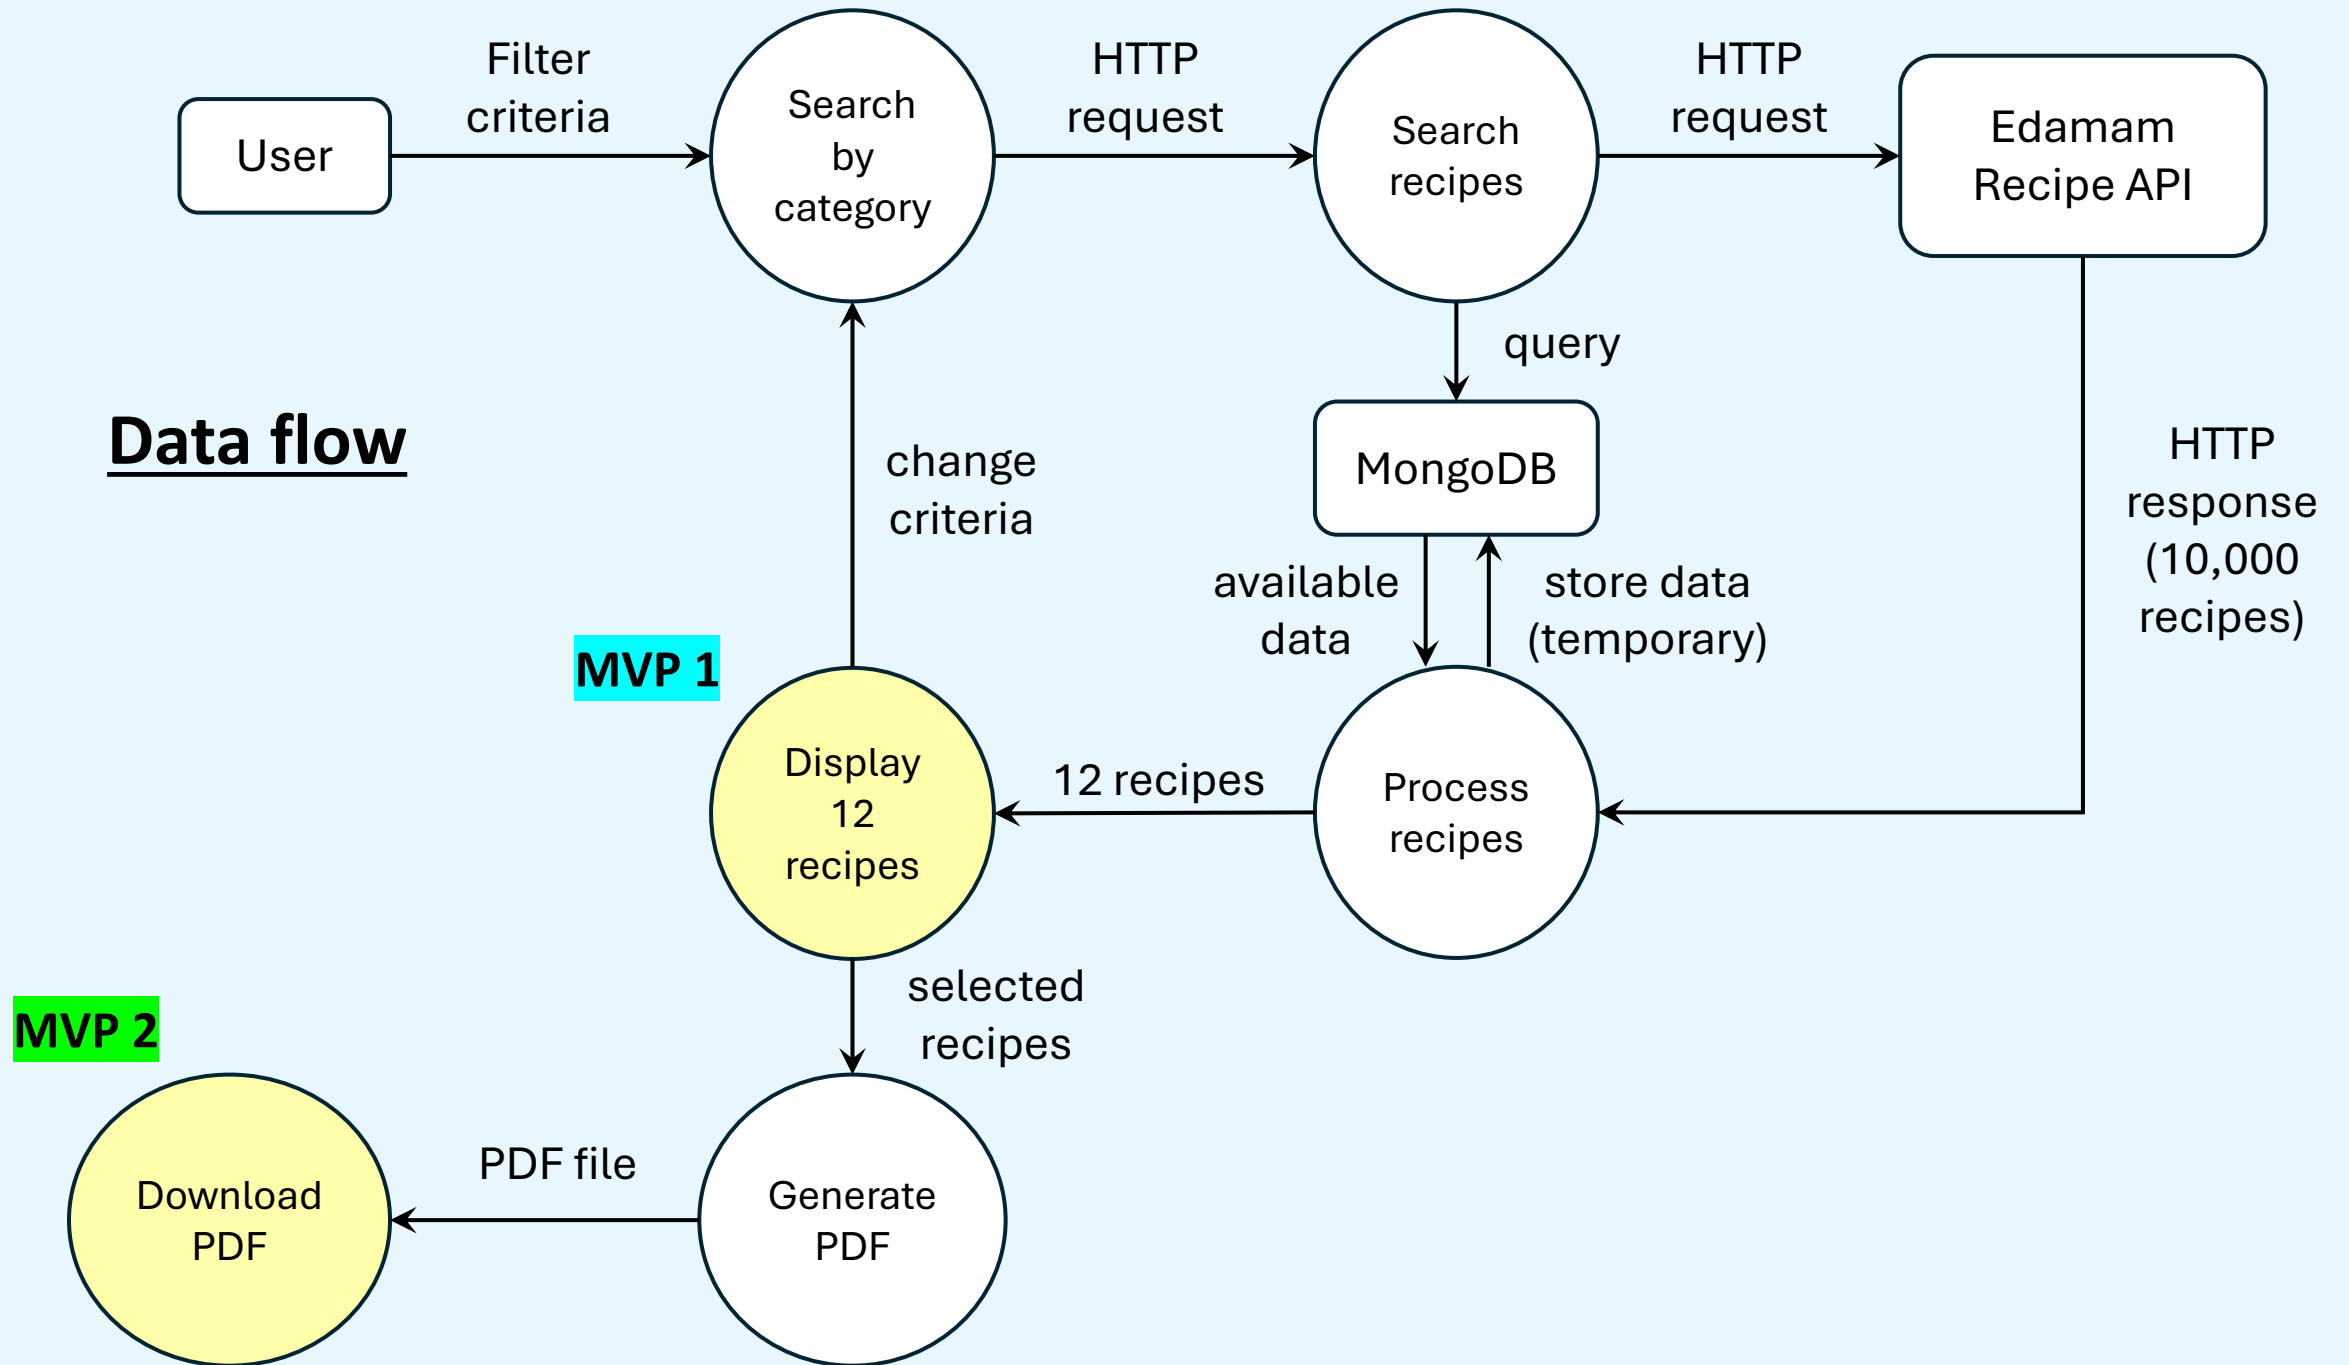 User
Filter
criteria
Search
by
category
HTTP
request
Search
recipes
HTTP
request
Edamam
Recipe API
query
Data flow
change
criteria
MongoDB
HTTP
response
(10,000
recipes)
available
data
store data
(temporary)
MVP 1
Display
12
recipes
12 recipes
Process
recipes
selected
recipes
MVP 2
Download
PDF
PDF file
Generate
PDF